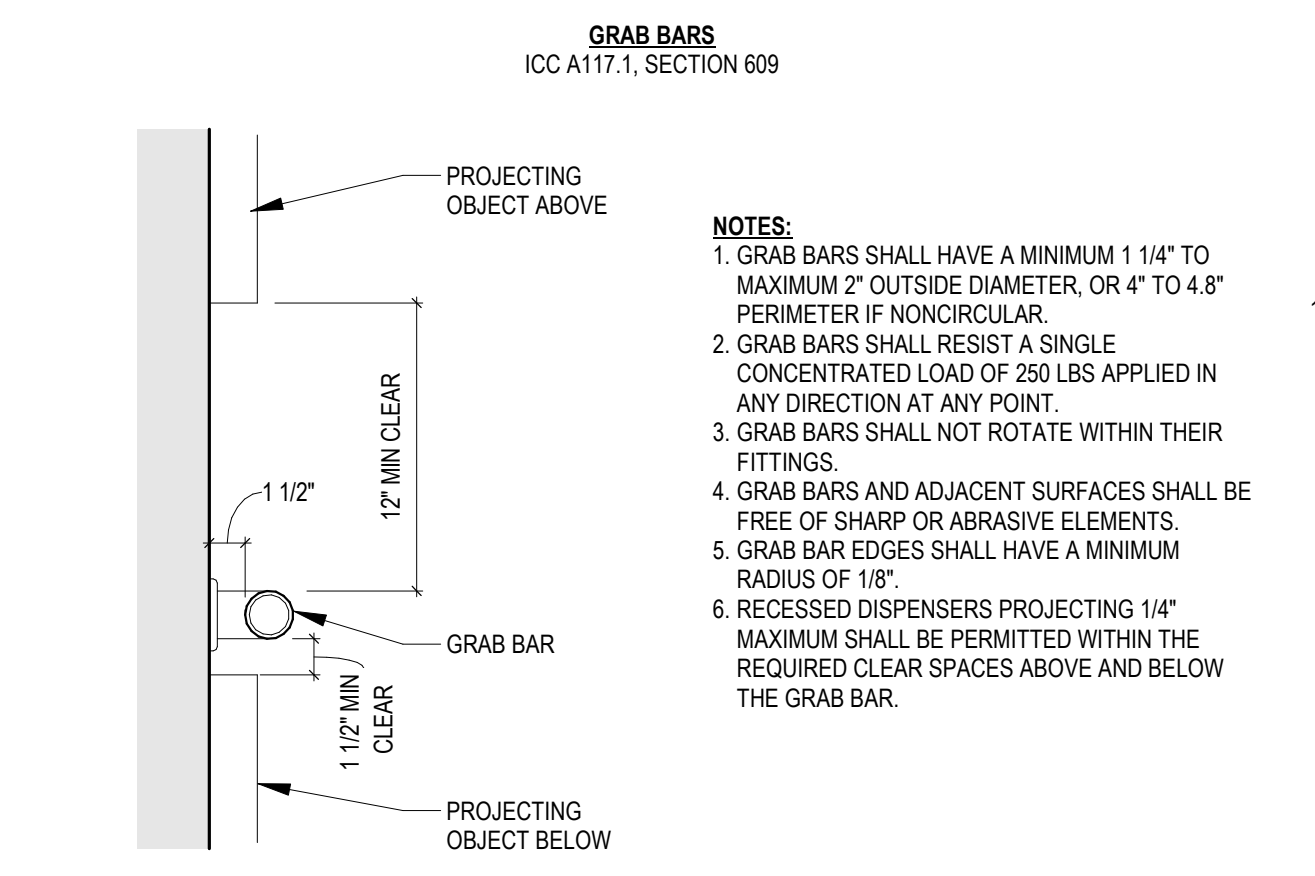 GRAB BARS
ICC A117.1, SECTION 609
PROJECTING
OBJECT ABOVE
12" MIN CLEAR
1 1/2"
GRAB BAR
1 1/2" MIN
CLEAR
PROJECTING
OBJECT BELOW
NOTES:
1. GRAB BARS SHALL HAVE A MINIMUM 1 1/4" TO
MAXIMUM 2" OUTSIDE DIAMETER, OR 4" TO 4.8"
PERIMETER IF NONCIRCULAR.
2. GRAB BARS SHALL RESIST A SINGLE
CONCENTRATED LOAD OF 250 LBS APPLIED IN
ANY DIRECTION AT ANY POINT.
3. GRAB BARS SHALL NOT ROTATE WITHIN THEIR
FITTINGS.
4. GRAB BARS AND ADJACENT SURFACES SHALL BE
FREE OF SHARP OR ABRASIVE ELEMENTS.
5. GRAB BAR EDGES SHALL HAVE A MINIMUM
RADIUS OF 1/8".
6. RECESSED DISPENSERS PROJECTING 1/4"
MAXIMUM SHALL BE PERMITTED WITHIN THE
REQUIRED CLEAR SPACES ABOVE AND BELOW
THE GRAB BAR.